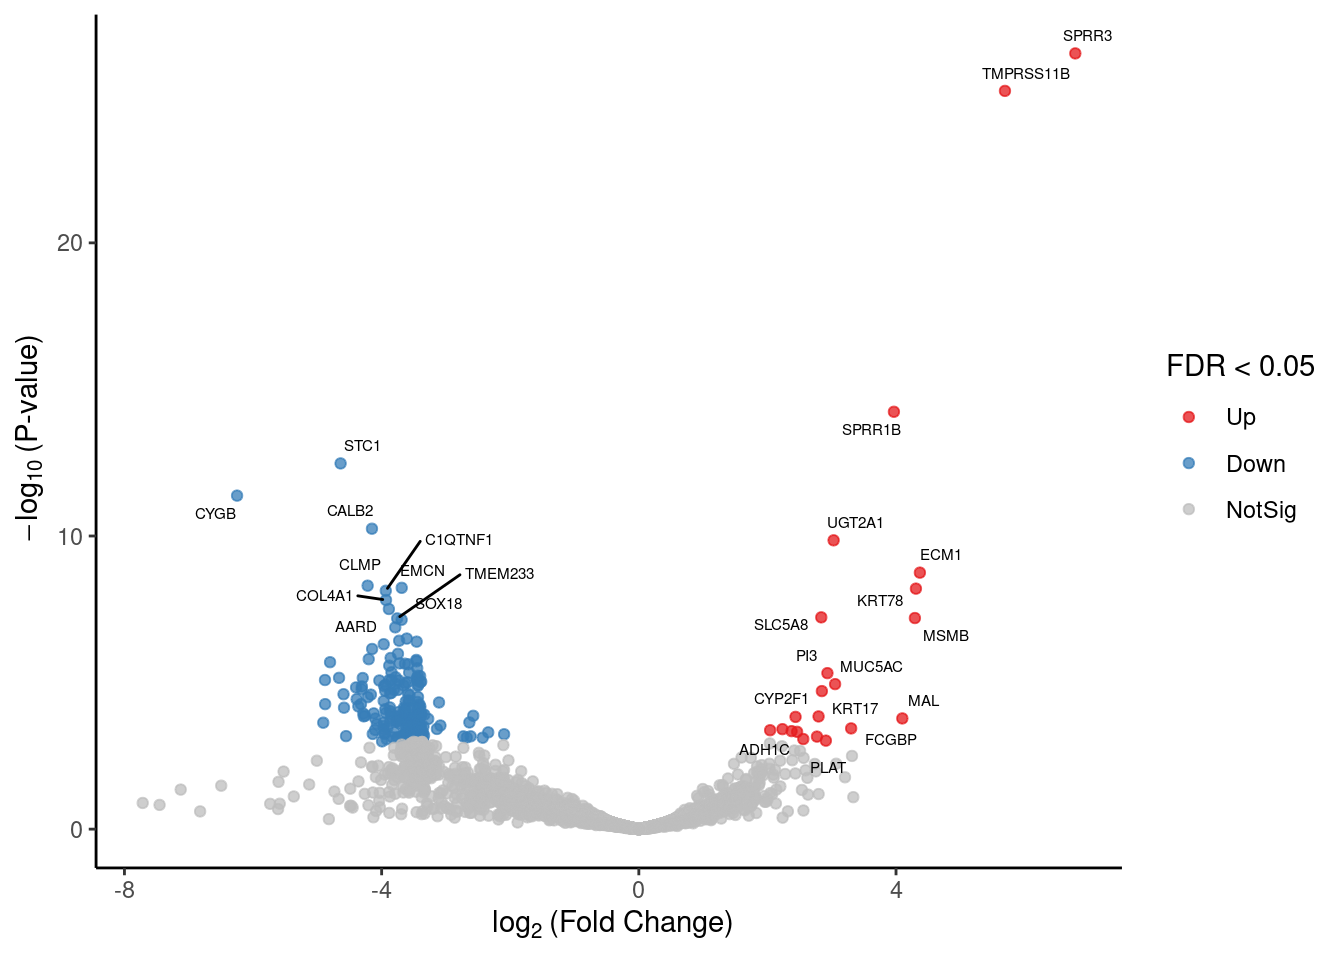 SPRR3
TMPRSS11B
20
SPRR1B
STC1
CYGB
CALB2
UGT2A1
10
C1QTNF1
ECM1
CLMP
EMCN
TMEM233
COL4A1
SOX18
KRT78
SLC5A8
AARD
MSMB
PI3
MUC5AC
CYP2F1
KRT17
MAL
FCGBP
ADH1C
PLAT
0
-8
-4
0
4
log2 (Fold Change)
−log10 (P-value)
FDR < 0.05
Up
Down
NotSig